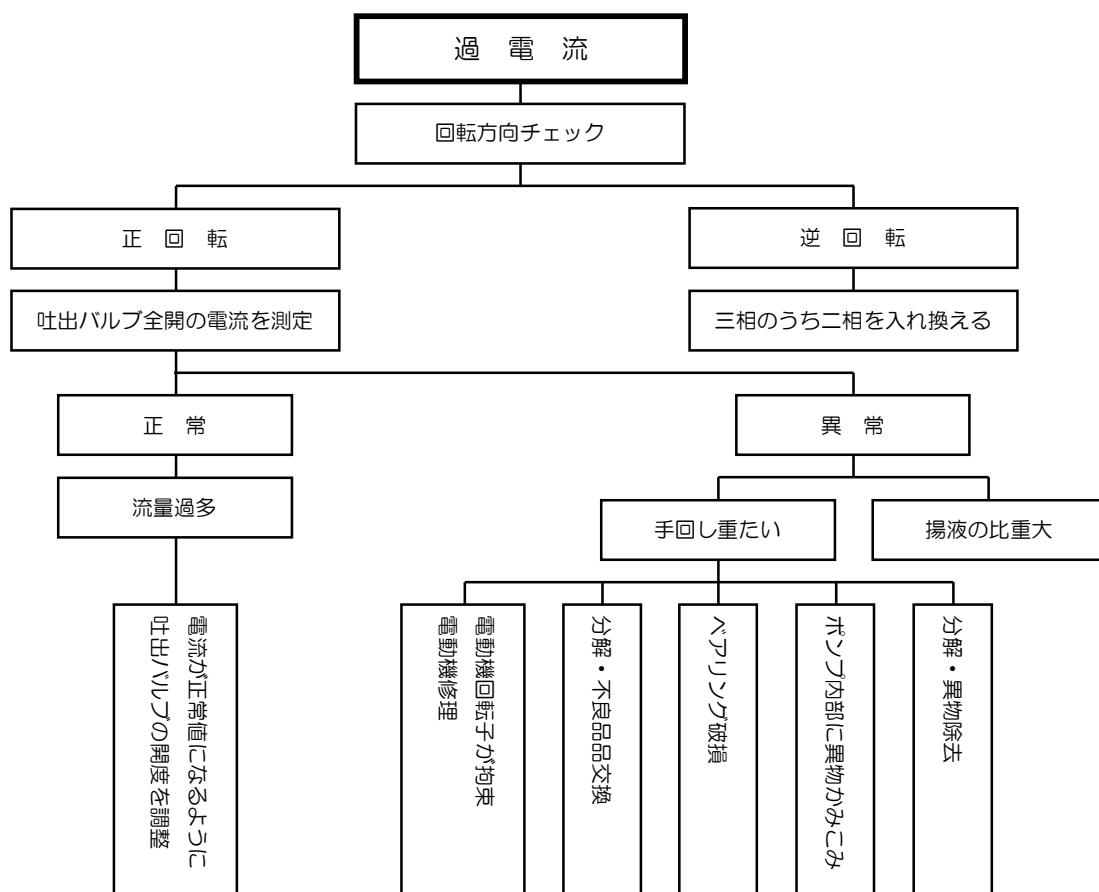 過　電　流
回転方向チェック
正　回　転
逆　回　転
吐出バルブ全開の電流を測定
三相のうち二相を入れ換える
正　常
異　常
流量過多
手回し重たい
揚液の比重大
電流が正常値になるように
吐出バルブの開度を調整
電動機回転子が拘束
電動機修理
分解・不良品品交換
ベアリング破損
ポンプ内部に異物かみこみ
分解・異物除去